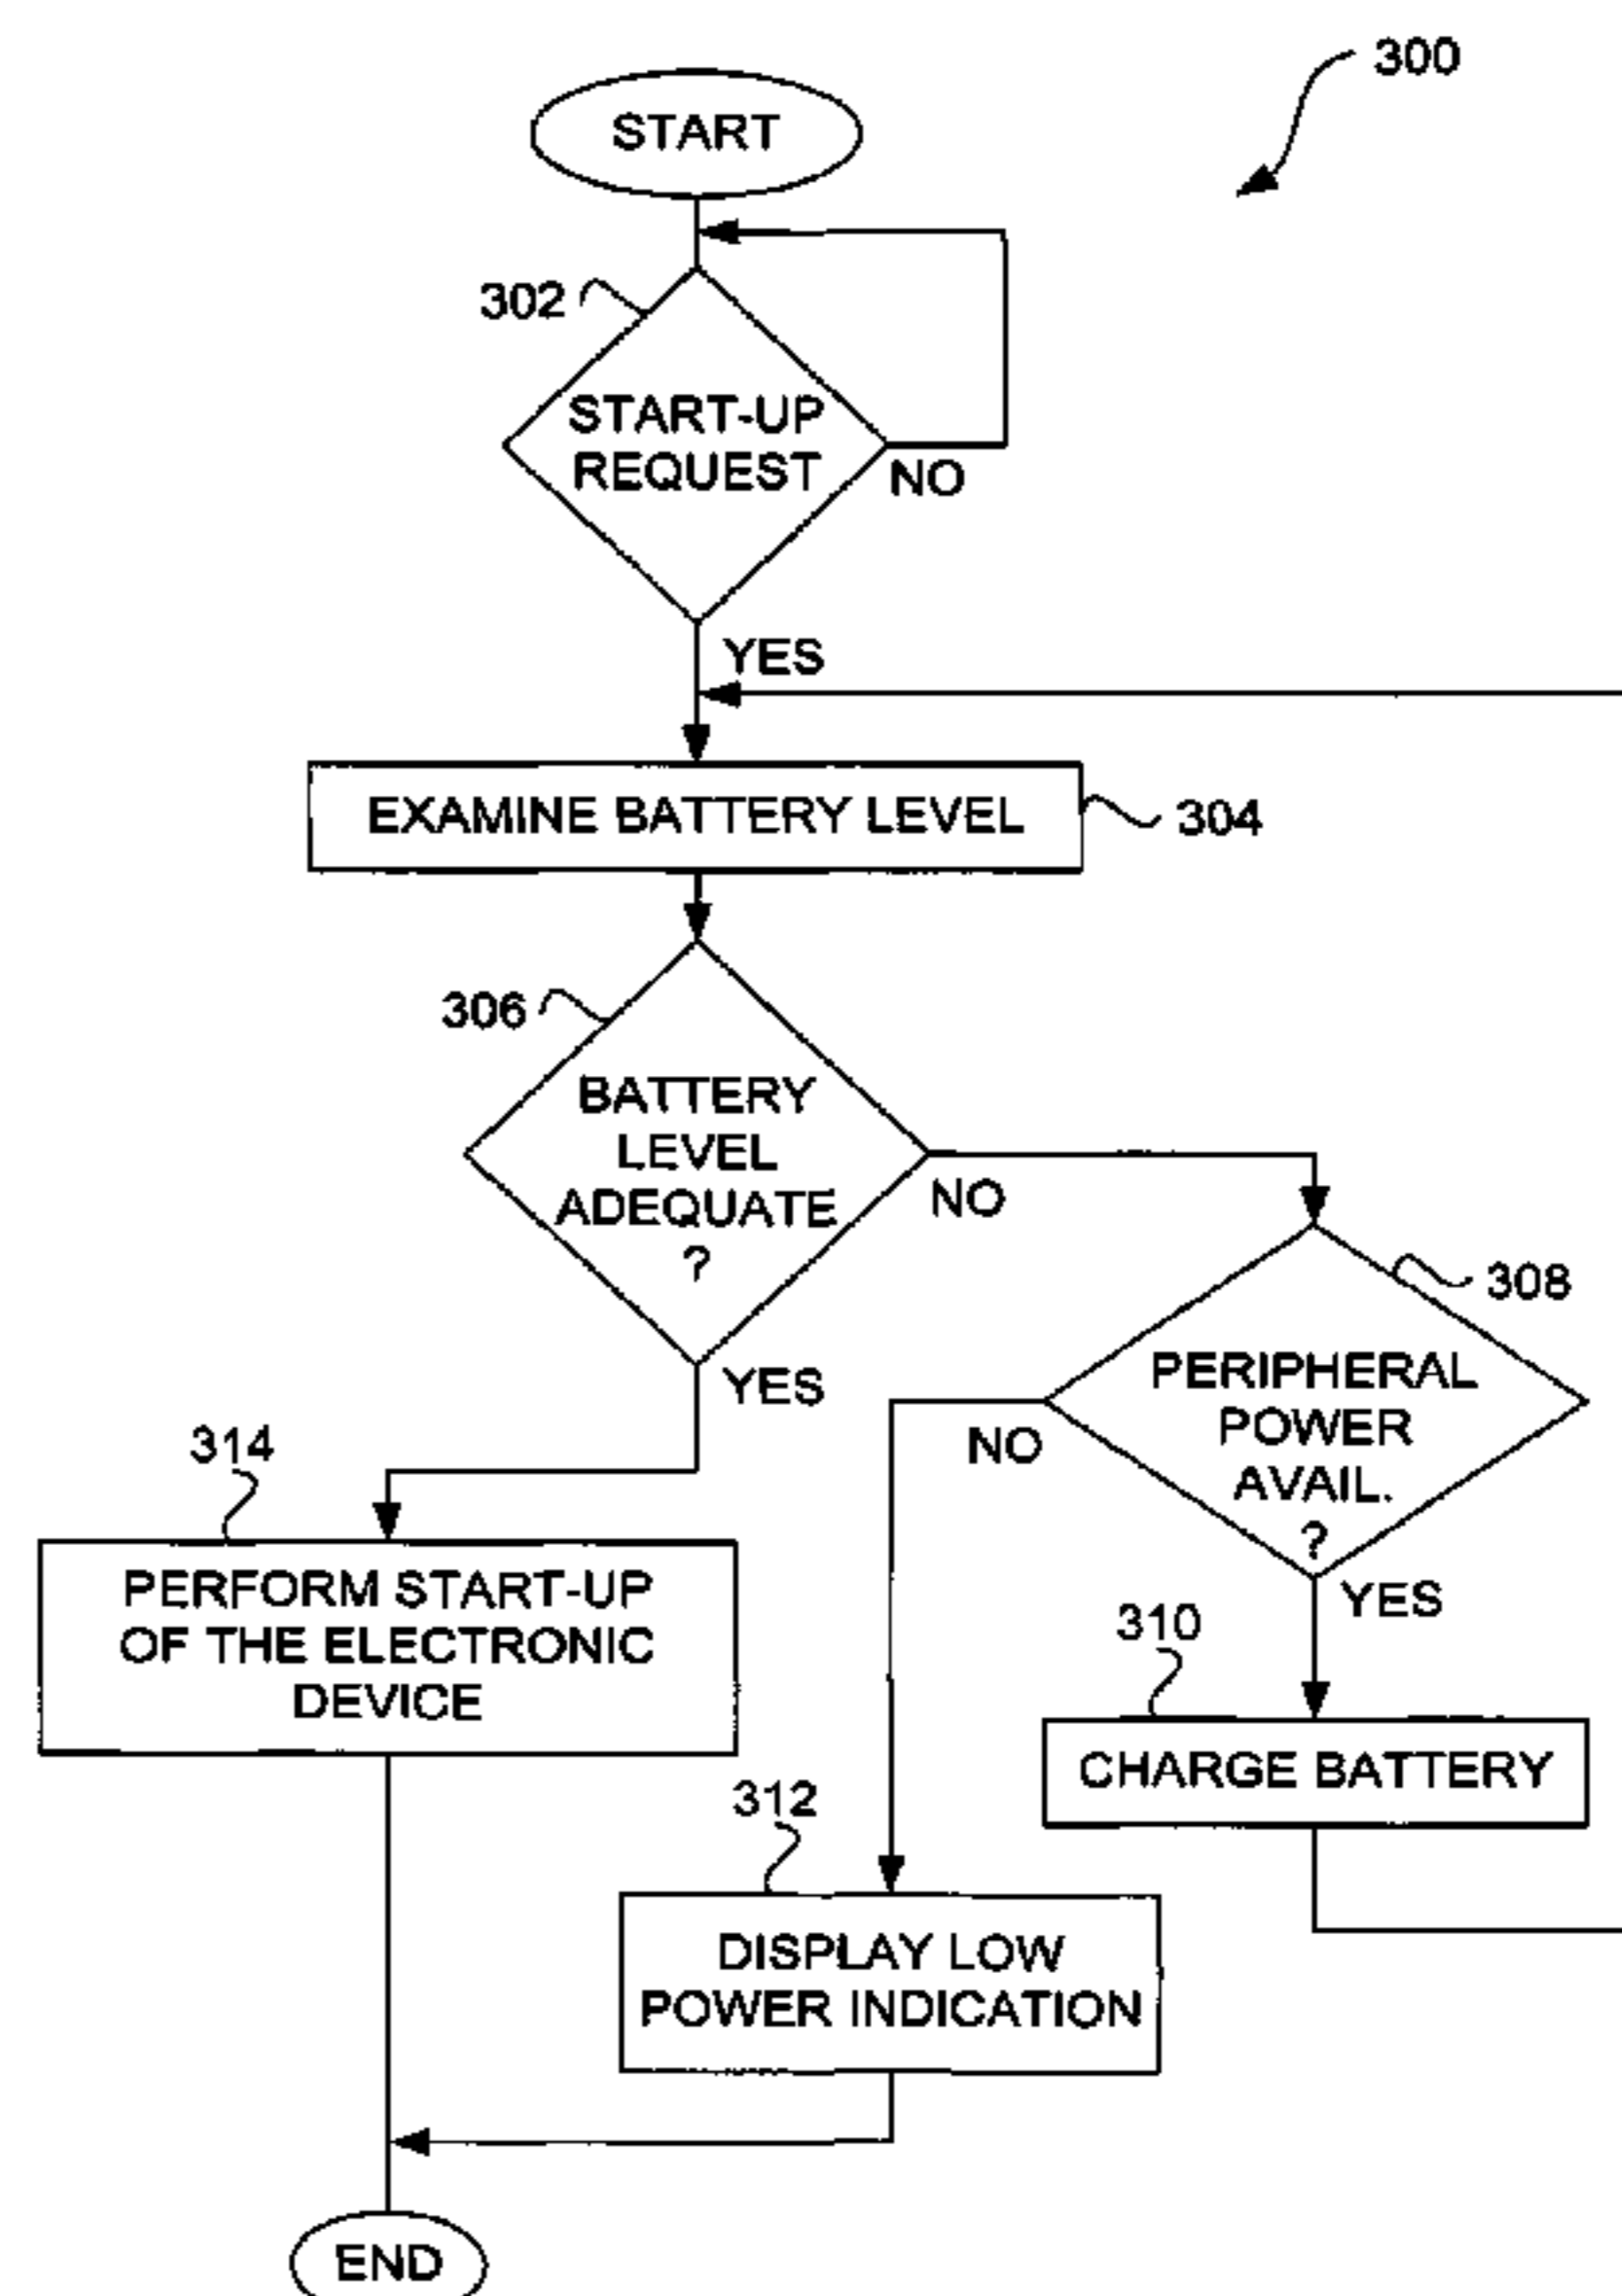 300
START
302
START-UP
REQUEST
NO
YES
EXAMINE BATTERY LEVEL
304
306
BATTERY
LEVEL
ADEQUATE
?
NO
YES
308
PERIPHERAL
POWER
AVAIL.
?
NO
YES
314
PERFORM START-UP
OF THE ELECTRONIC
DEVICE
310
CHARGE BATTERY
312
DISPLAY LOW
POWER INDICATION
END